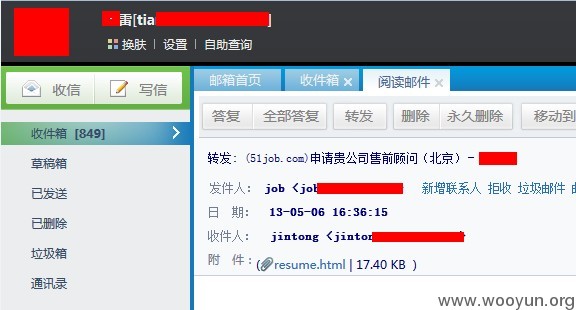 雷[tia ]
换肤 | 设置 | 自助查询
收信 写信
邮箱首页 收件箱 × 阅读邮件 ×
答复 全部答复 转发 删除 永久删除 移动到
收件箱 [849]
草稿箱
已发送
已删除
垃圾箱
通讯录
转发: (51job.com)申请贵公司售前顾问（北京）-
发件人: job <job 新增联系人 拒收 垃圾邮件
日 期: 13-05-06 16:36:15
收件人: jintong <jinton
附 件: ( resume.html | 17.40 KB )
www.wooyun.org